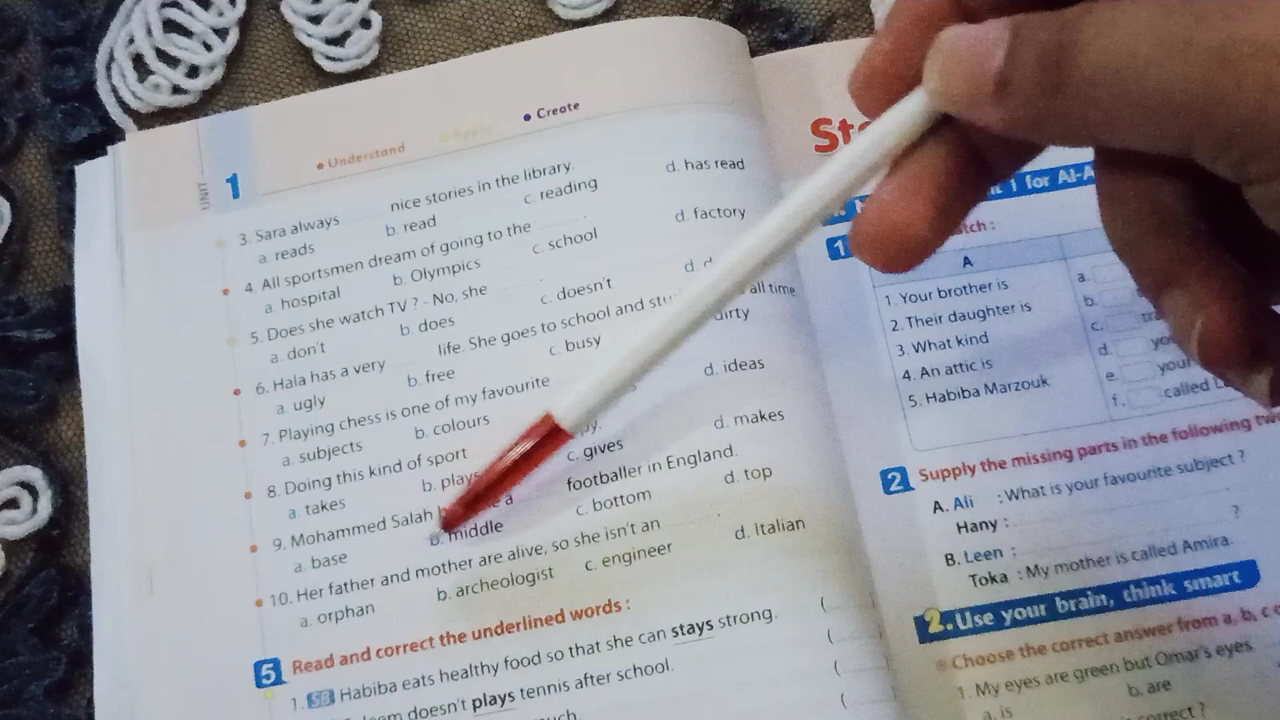 UNIT 1
• Understand • Apply • Create
3. Sara always nice stories in the library.
a. reads b. read c. reading d. has read
4. All sportsmen dream of going to the .
a. hospital b. Olympics c. school d. factory
5. Does she watch TV ? - No, she .
a. don't b. does c. doesn't d.
6. Hala has a very life. She goes to school and all time
a. ugly b. free c. busy dirty
7. Playing chess is one of my favourite
a. subjects b. colours d. ideas
8. Doing this kind of sport
a. takes b. plays c. gives d. makes
9. Mohammed Salah a footballer in England.
a. base b. middle c. bottom d. top
10. Her father and mother are alive, so she isn't an .
a. orphan b. archeologist c. engineer d. Italian
5 Read and correct the underlined words :
1. SB Habiba eats healthy food so that she can stays strong. (
doesn't plays tennis after school. (
(
(
1 for Al-A
1
A
1. Your brother is
2. Their daughter is
3. What kind
4. An attic is
5. Habiba Marzouk
a.
b.
c.
d.
e. your
f. called
2 Supply the missing parts in the following
A. Ali : What is your favourite subject ?
Hany :
B. Leen : ?
Toka : My mother is called Amira.
2. Use your brain, think smart
Choose the correct answer from a, b, c
1. My eyes are green but Omar's eyes
a. is b. are